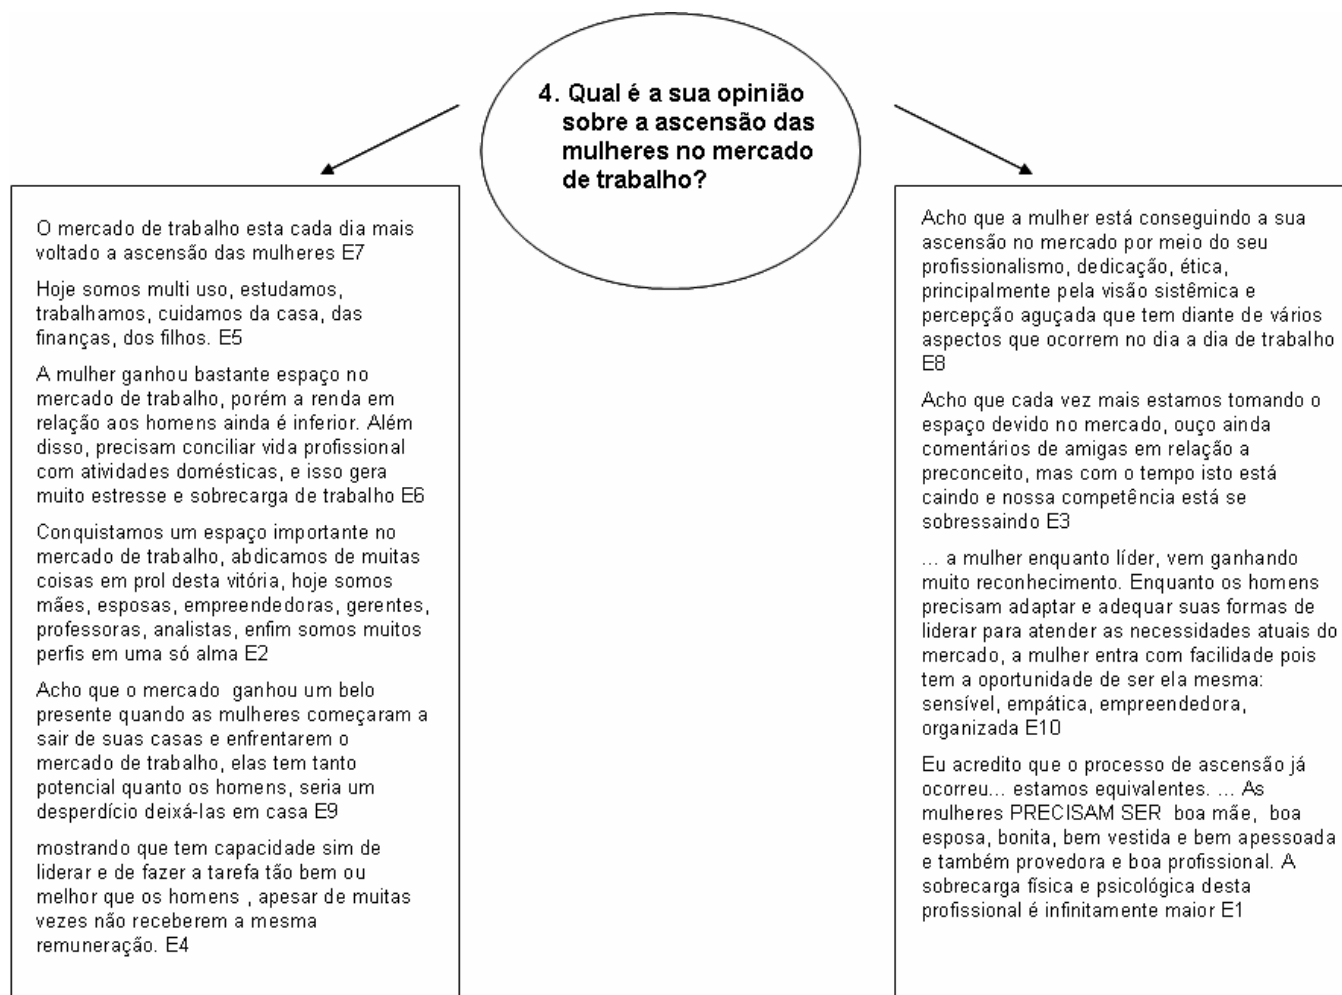 4. Qual é a sua opinião
sobre a ascensão das
mulheres no mercado
de trabalho?
O mercado de trabalho esta cada dia mais
voltado a ascensão das mulheres E7
Hoje somos multi uso, estudamos,
trabalhamos, cuidamos da casa, das
finanças, dos filhos. E5
A mulher ganhou bastante espaço no
mercado de trabalho, porém a renda em
relação aos homens ainda é inferior. Além
disso, precisam conciliar vida profissional
com atividades domésticas, e isso gera
muito estresse e sobrecarga de trabalho E6
Conquistamos um espaço importante no
mercado de trabalho, abdicamos de muitas
coisas em prol desta vitória, hoje somos
mães, esposas, empreendedoras, gerentes,
professoras, analistas, enfim somos muitos
perfis em uma só alma E2
Acho que o mercado  ganhou um belo
presente quando as mulheres começaram a
sair de suas casas e enfrentarem o
mercado de trabalho, elas tem tanto
potencial quanto os homens, seria um
desperdício deixá-las em casa E9
mostrando que tem capacidade sim de
liderar e de fazer a tarefa tão bem ou
melhor que os homens , apesar de muitas
vezes não receberem a mesma
remuneração. E4
Acho que a mulher está conseguindo a sua
ascensão no mercado por meio do seu
profissionalismo, dedicação, ética,
principalmente pela visão sistêmica e
percepção aguçada que tem diante de vários
aspectos que ocorrem no dia a dia de trabalho
E8
Acho que cada vez mais estamos tomando o
espaço devido no mercado, ouço ainda
comentários de amigas em relação a
preconceito, mas com o tempo isto está
caindo e nossa competência está se
sobressaindo E3
... a mulher enquanto líder, vem ganhando
muito reconhecimento. Enquanto os homens
precisam adaptar e adequar suas formas de
liderar para atender as necessidades atuais do
mercado, a mulher entra com facilidade pois
tem a oportunidade de ser ela mesma:
sensível, empática, empreendedora,
organizada E10
Eu acredito que o processo de ascensão já
ocorreu... estamos equivalentes. ... As
mulheres PRECISAM SER  boa mãe,  boa
esposa, bonita, bem vestida e bem apessoada
e também provedora e boa profissional. A
sobrecarga física e psicológica desta
profissional é infinitamente maior E1